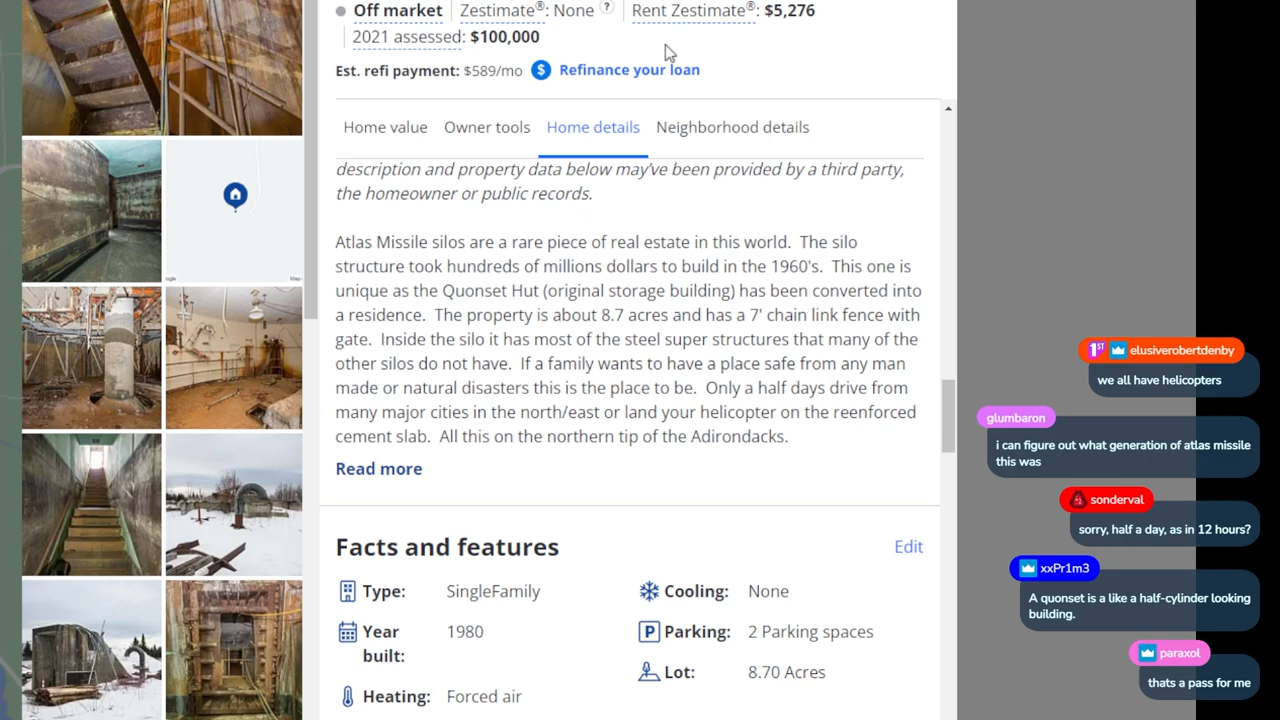 Off market
Zestimate®: None ?
Rent Zestimate®: $5,276
2021 assessed: $100,000
Est. refi payment: $589/mo $ Refinance your loan
Home value Owner tools Home details Neighborhood details
description and property data below may've been provided by a third party,
the homeowner or public records.
Atlas Missile silos are a rare piece of real estate in this world. The silo
structure took hundreds of millions dollars to build in the 1960's. This one is
unique as the Quonset Hut (original storage building) has been converted into
a residence. The property is about 8.7 acres and has a 7' chain link fence with
gate. Inside the silo it has most of the steel super structures that many of the
other silos do not have. If a family wants to have a place safe from any man
made or natural disasters this is the place to be. Only a half days drive from
many major cities in the north/east or land your helicopter on the reenforced
cement slab. All this on the northern tip of the Adirondacks.
Read more
Facts and features
Edit
Type: SingleFamily
Cooling: None
Year built: 1980
Parking: 2 Parking spaces
Lot: 8.70 Acres
Heating: Forced air
1ST elusiverobertdenby
we all have helicopters
glumbaron
i can figure out what generation of atlas missile
this was
sonderval
sorry, half a day, as in 12 hours?
xxPr1m3
A quonset is a like a half-cylinder looking
building.
paraxol
thats a pass for me